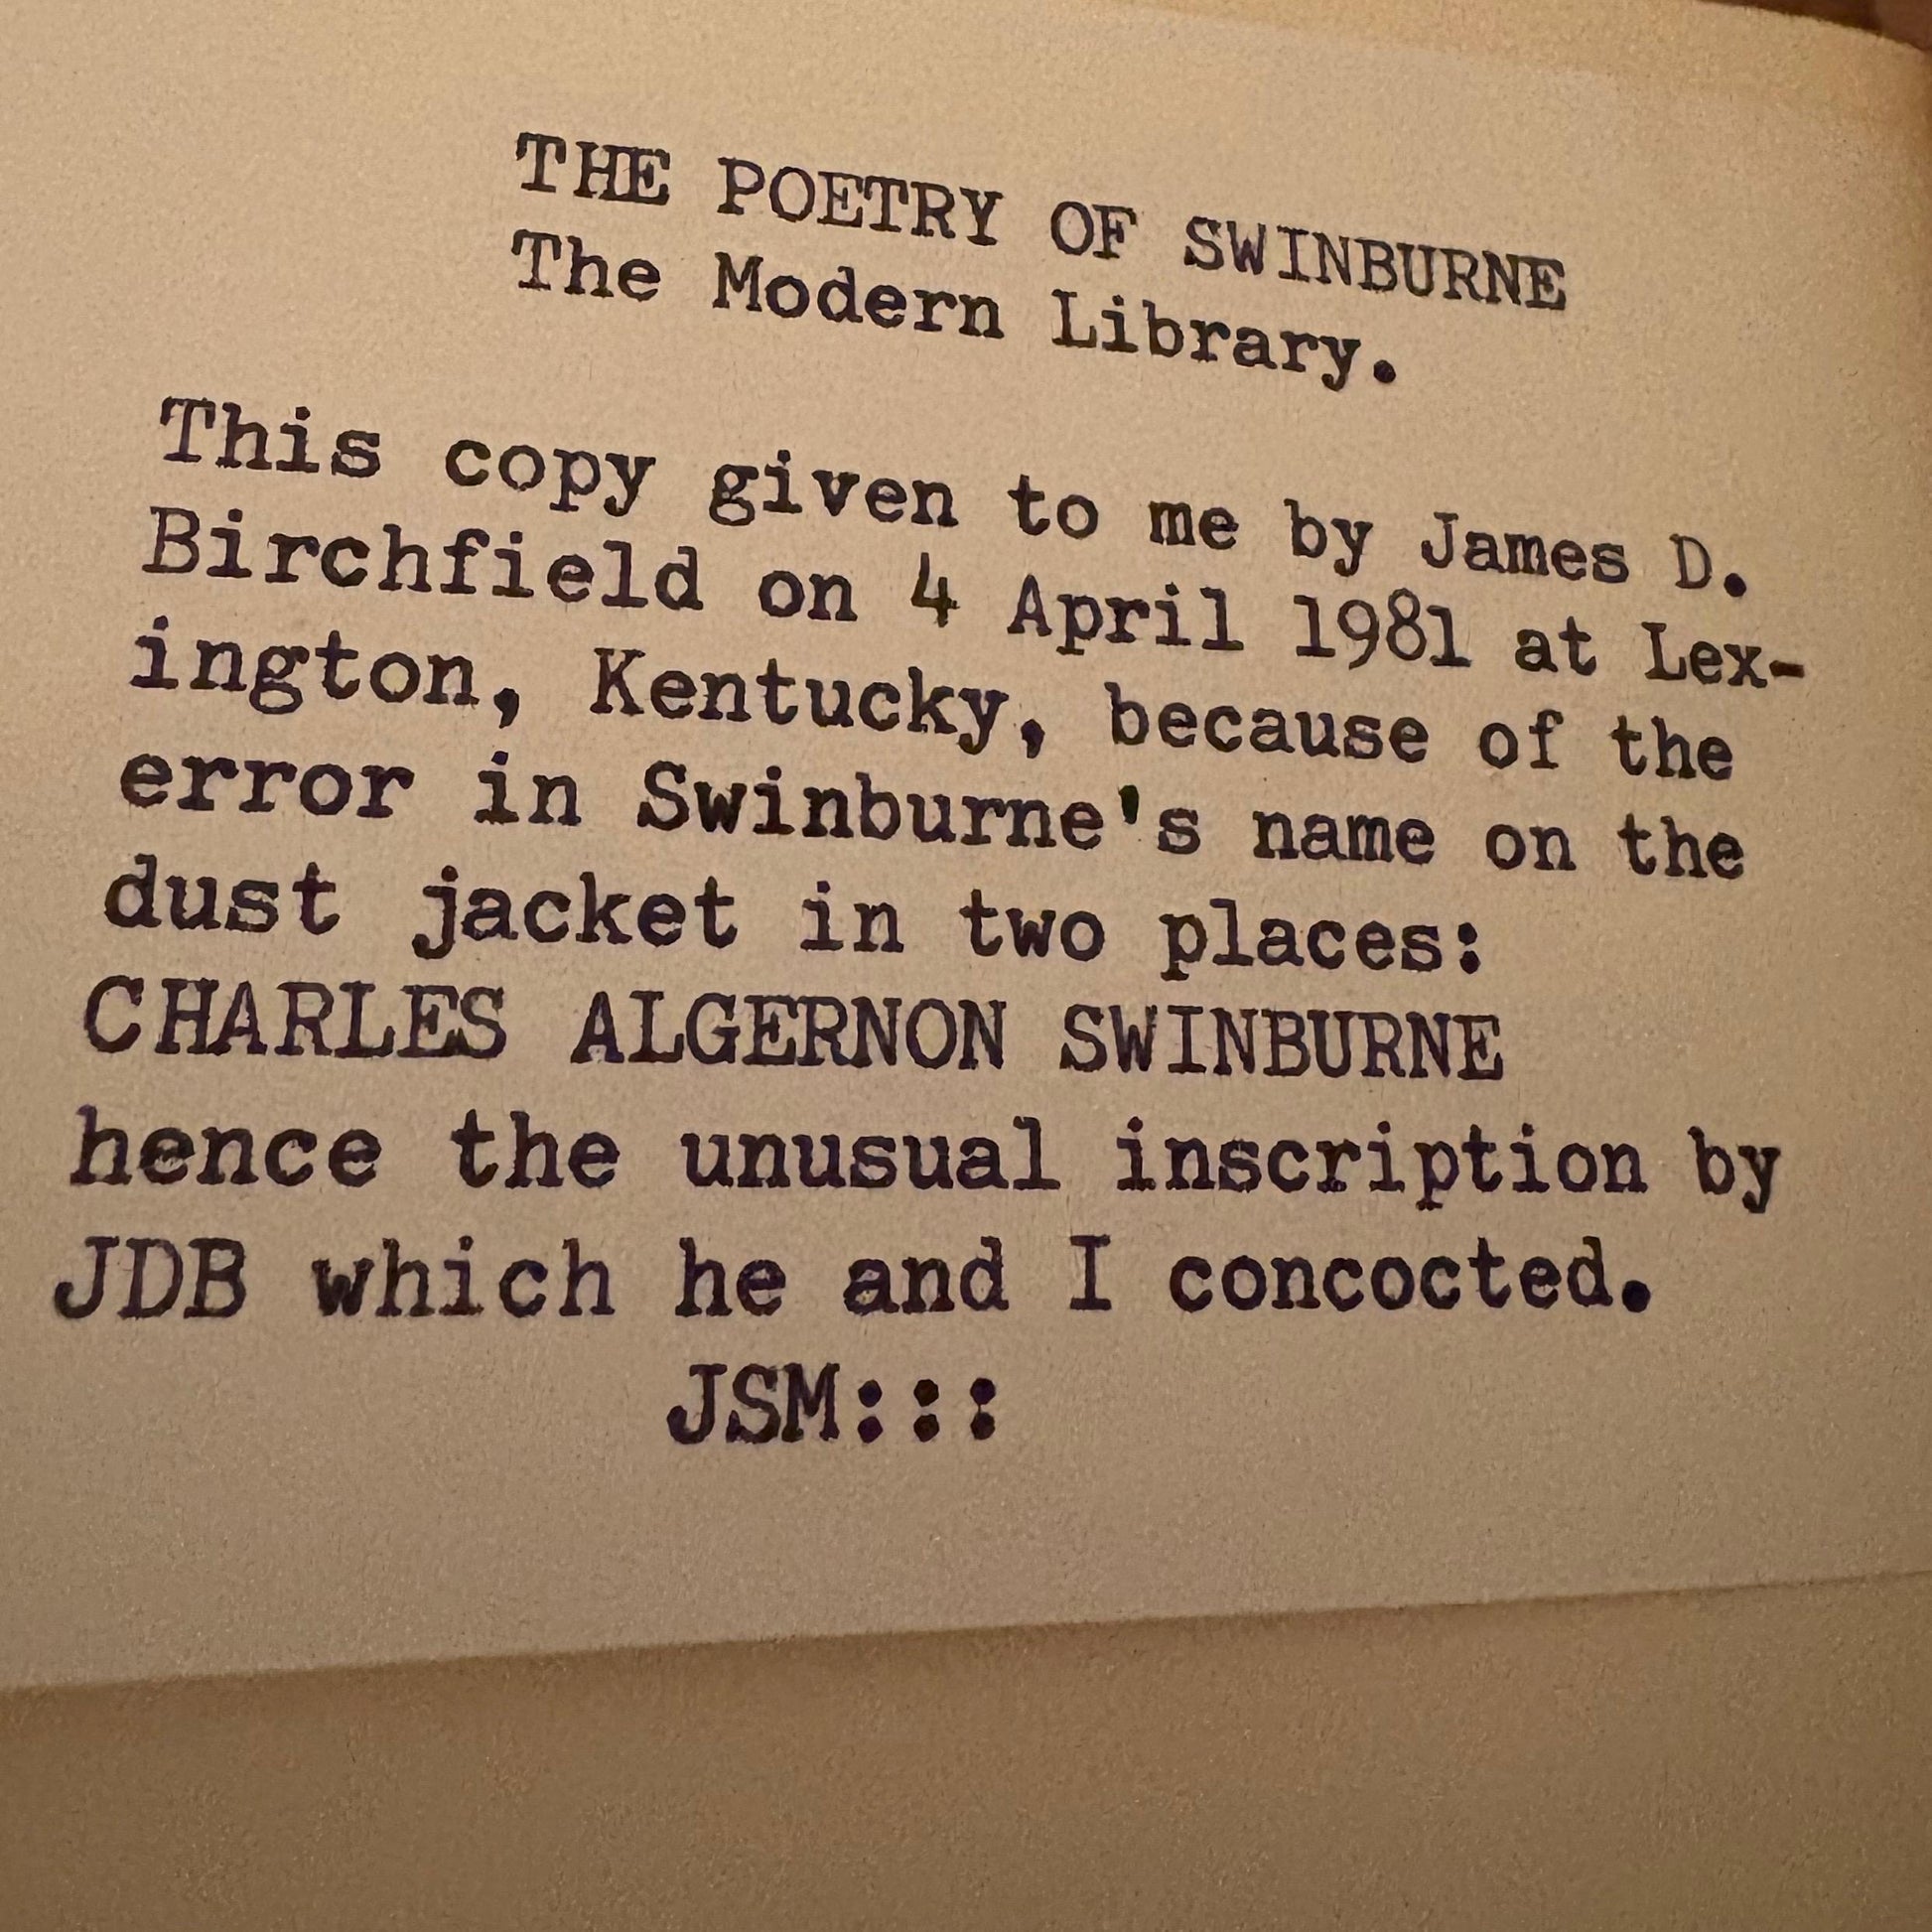 THE POETRY OF SWINBURNE
The Modern Library.
This copy given to me by James D.
Birchfield on 4 April 1981 at Lex-
ington, Kentucky, because of the
error in Swinburne's name on the
dust jacket in two places:
CHARLES ALGERNON SWINBURNE
hence the unusual inscription by
JDB which he and I concocted.
JSM:::